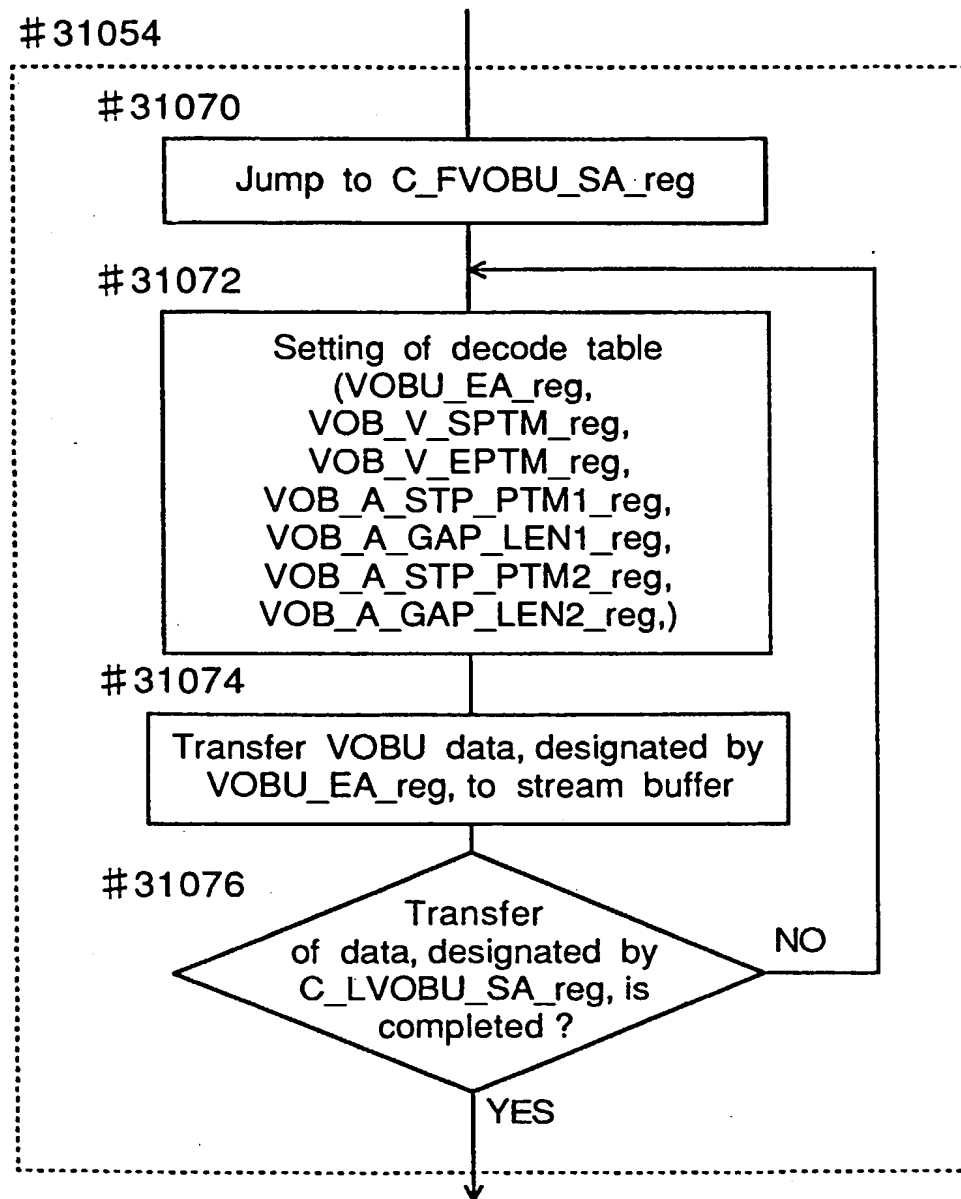 #31054
#31070
Jump to C_FVOBU_SA_reg
#31072
Setting of decode table
(VOBU_EA_reg,
VOB_V_SPTM_reg,
VOB_V_EPTM_reg,
VOB_A_STP_PTM1_reg,
VOB_A_GAP_LEN1_reg,
VOB_A_STP_PTM2_reg,
VOB_A_GAP_LEN2_reg,)
#31074
Transfer VOBU data, designated by
VOBU_EA_reg, to stream buffer
#31076
Transfer
of data, designated by
C_LVOBU_SA_reg, is
completed ?
NO
YES